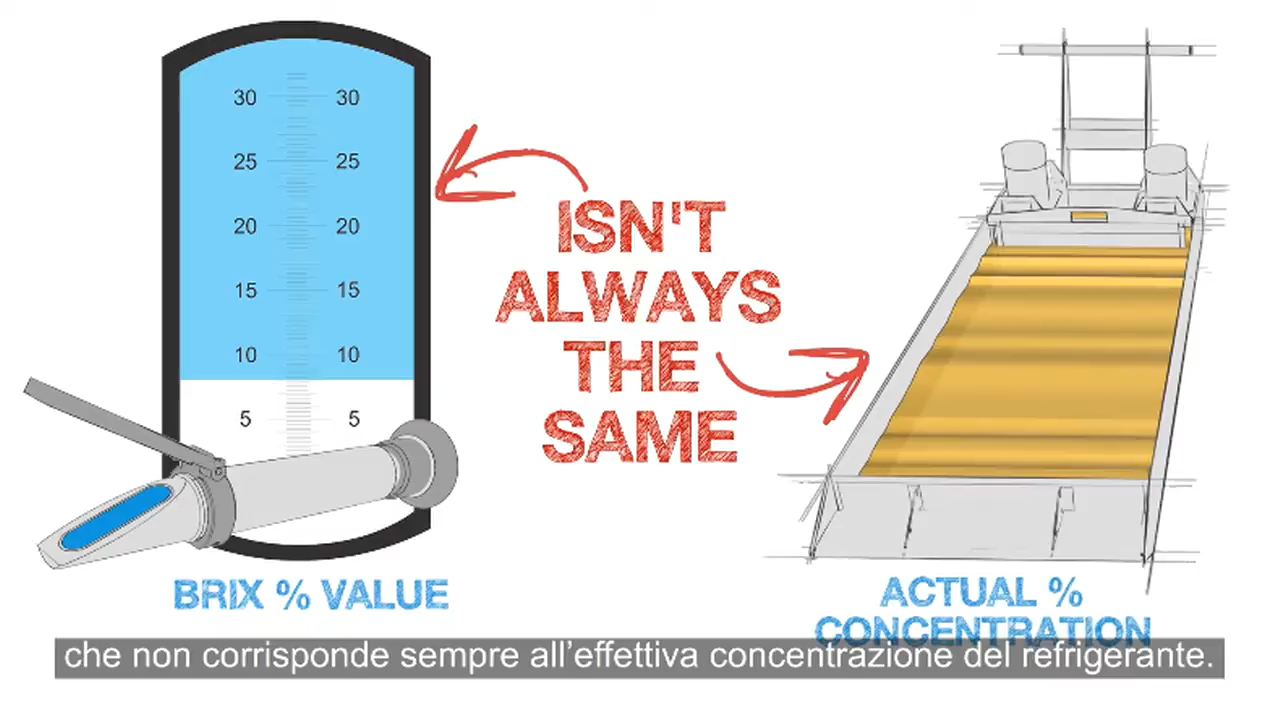 30 30
25 25
20 20
15 15
10 10
5 5
ISN'T
ALWAYS
THE
SAME
BRIX % VALUE
ACTUAL %
CONCENTRATION
che non corrisponde sempre all’effettiva concentrazione del refrigerante.